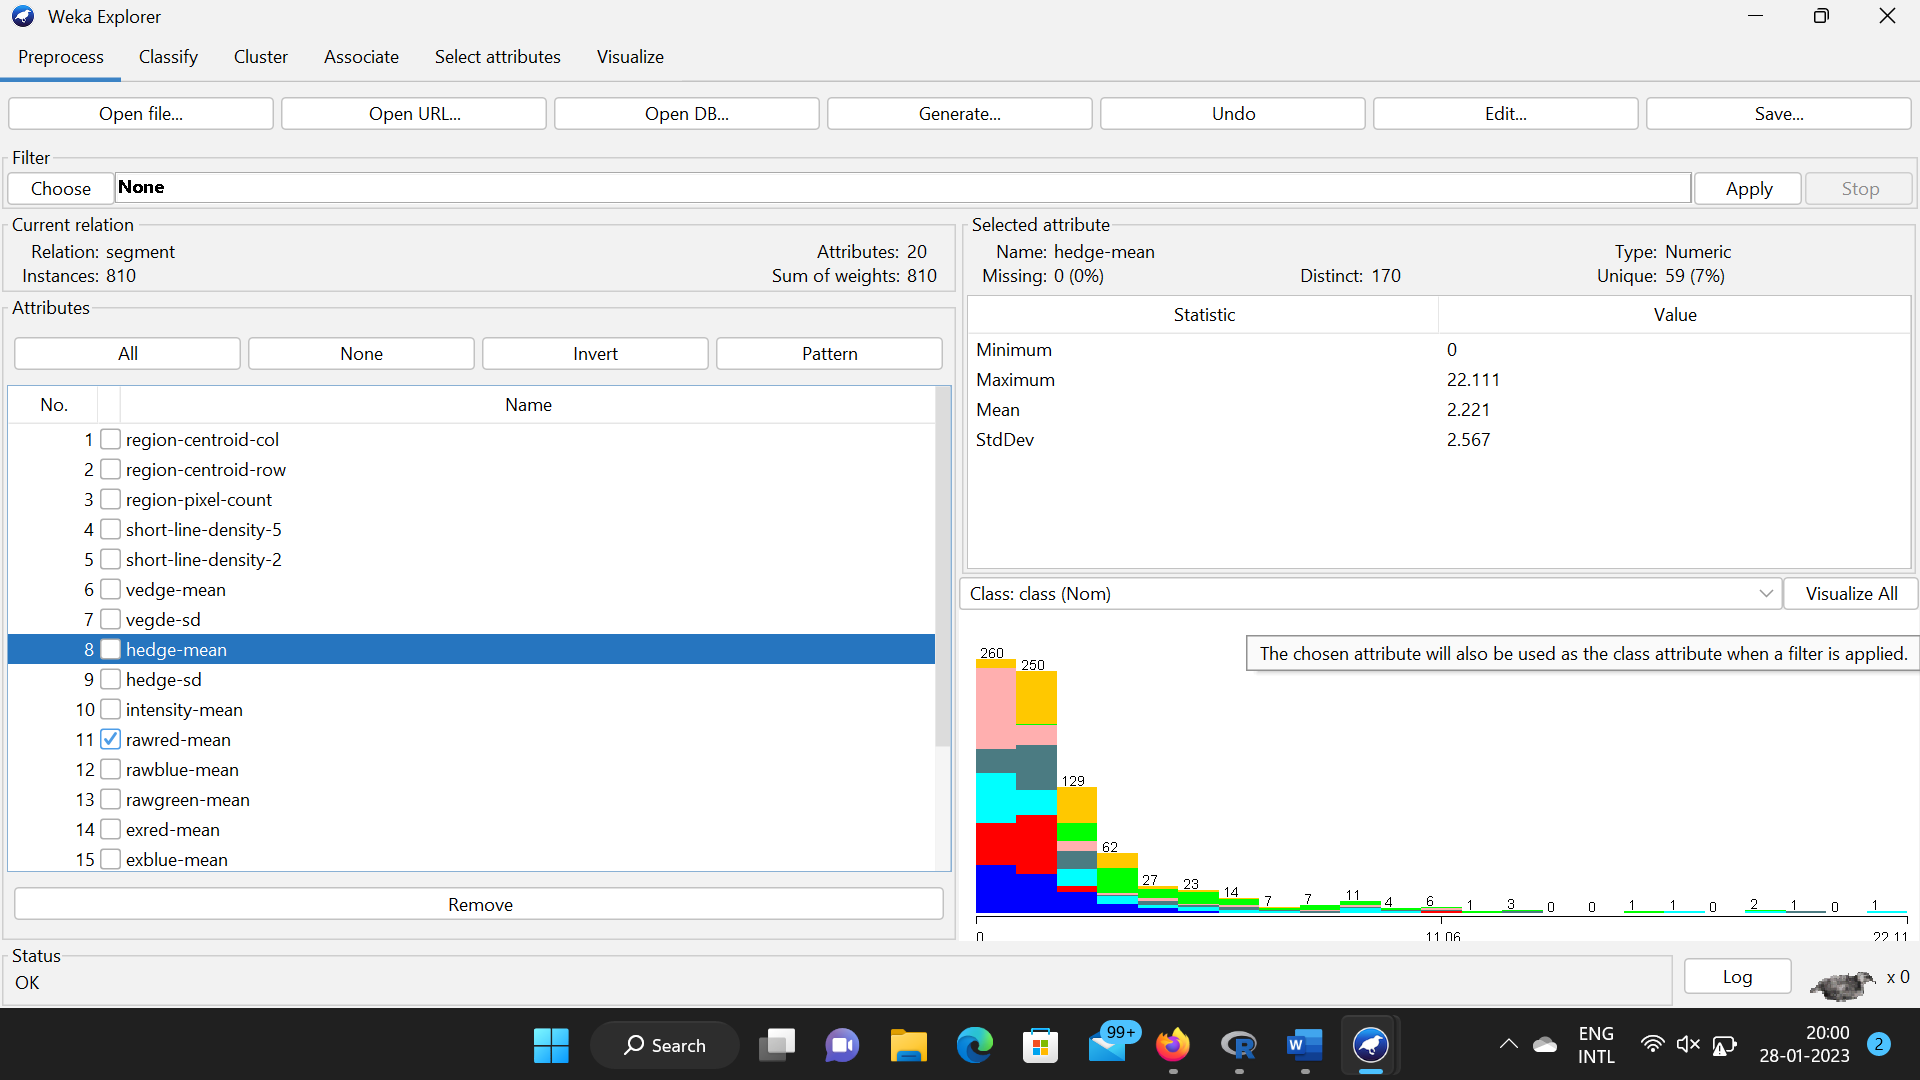 Weka Explorer
Preprocess Classify Cluster Associate Select attributes Visualize
Open file... Open URL... Open DB... Generate... Undo Edit... Save...
Filter
Choose None Apply Stop
Current relation
Relation: segment Attributes: 20
Instances: 810 Sum of weights: 810
Attributes
All None Invert Pattern
No. Name
1 region-centroid-col
2 region-centroid-row
3 region-pixel-count
4 short-line-density-5
5 short-line-density-2
6 vedge-mean
7 vegde-sd
8 hedge-mean
9 hedge-sd
10 intensity-mean
11 rawred-mean
12 rawblue-mean
13 rawgreen-mean
14 exred-mean
15 exblue-mean
Remove
Selected attribute
Name: hedge-mean Type: Numeric
Missing: 0 (0%) Distinct: 170 Unique: 59 (7%)
Statistic Value
Minimum 0
Maximum 22.111
Mean 2.221
StdDev 2.567
Class: class (Nom) Visualize All
The chosen attribute will also be used as the class attribute when a filter is applied.
260 250 129 62 27 23 14 7 7 11 4 6 1 3 0 0 1 1 0 2 1 0 1
0 11.06 22.11
Status
OK
Log x 0
Search 99+ ENG 20:00
INTL 28-01-2023 2